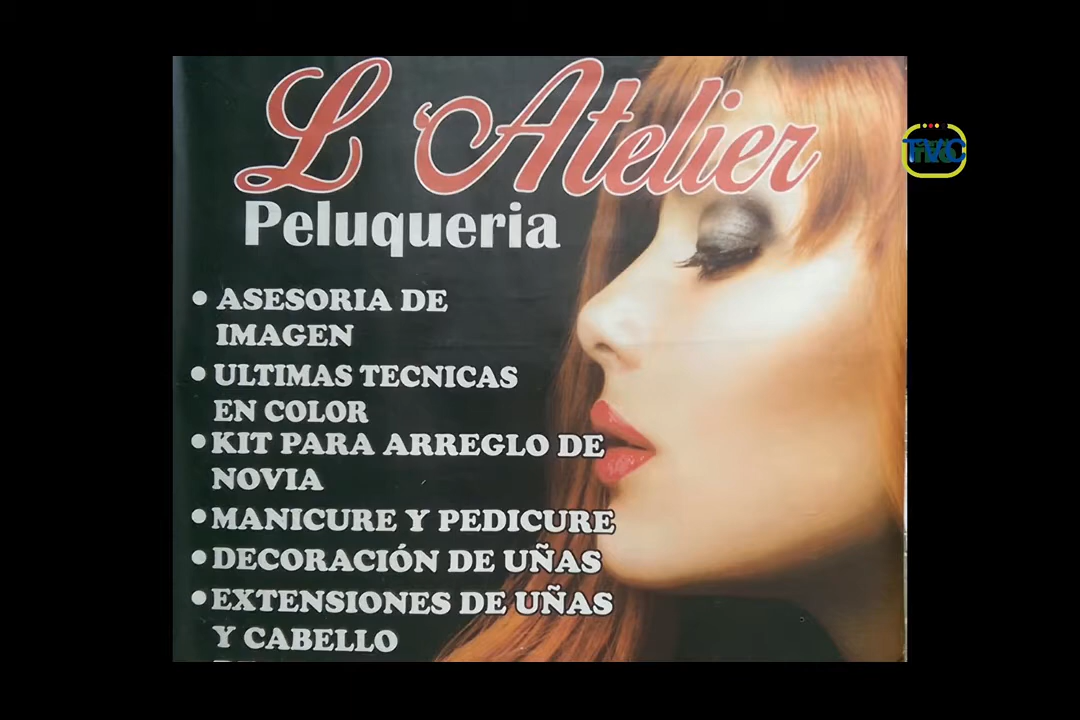 L 'Atelier
TVC
Peluqueria
• ASESORIA DE
IMAGEN
• ULTIMAS TECNICAS
EN COLOR
• KIT PARA ARREGLO DE
NOVIA
• MANICURE Y PEDICURE
• DECORACIÓN DE UÑAS
• EXTENSIONES DE UÑAS
Y CABELLO